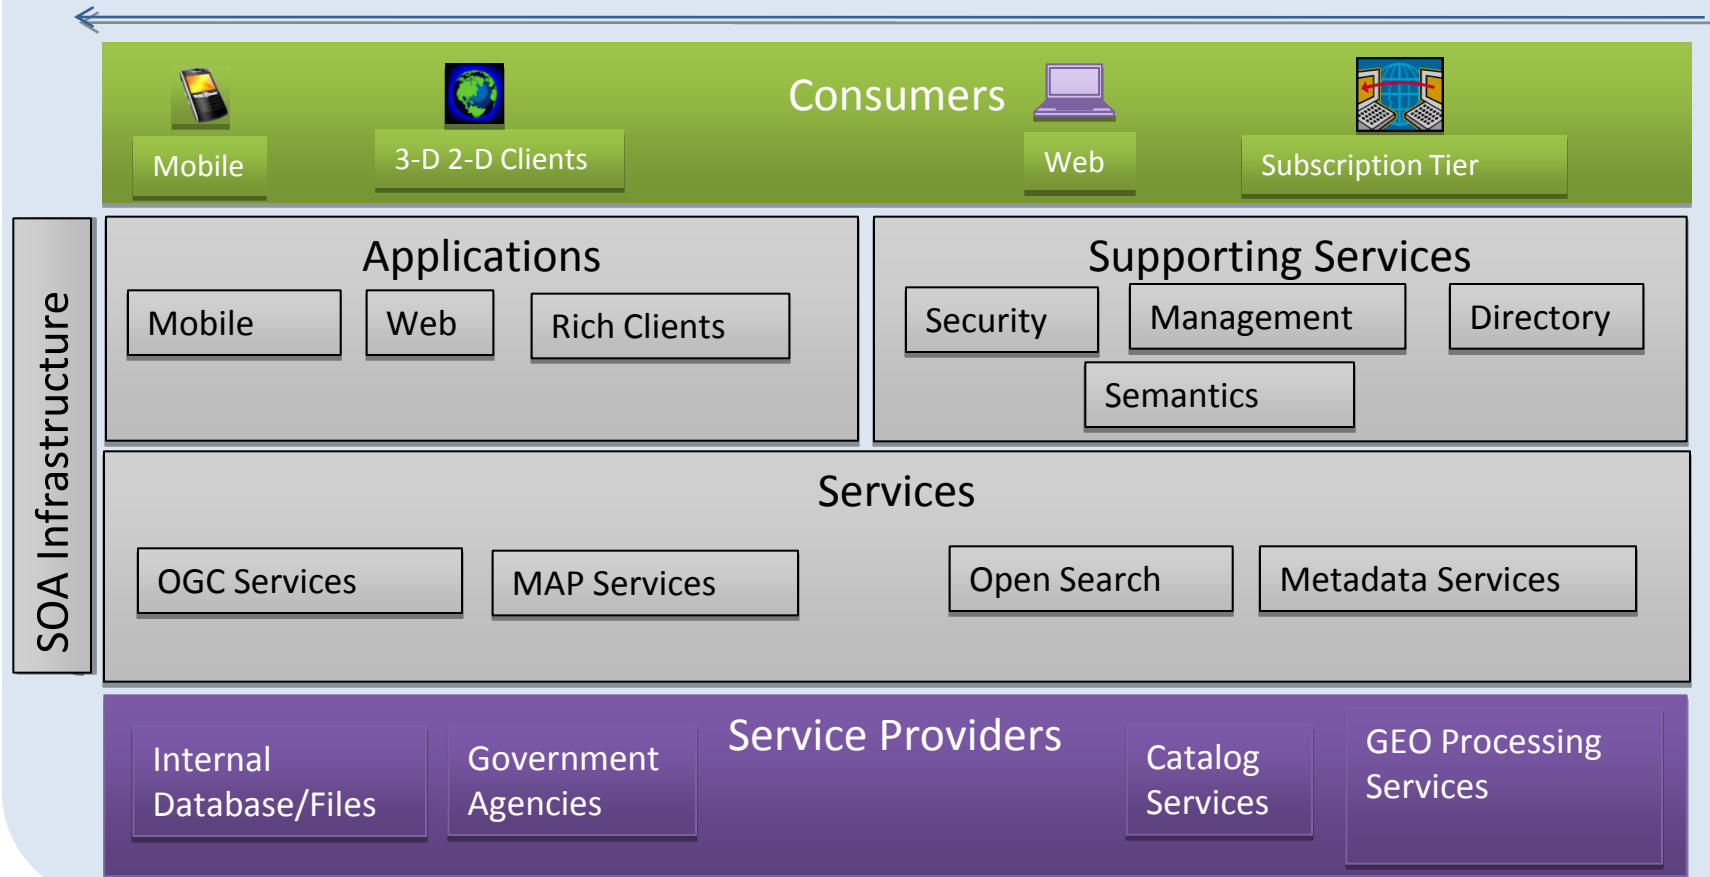 Consumers
Mobile
3-D 2-D Clients
Web
Subscription Tier
SOA Infrastructure
Applications
Mobile
Web
Rich Clients
Supporting Services
Security
Management
Directory
Semantics
Services
OGC Services
MAP Services
Open Search
Metadata Services
Service Providers
Internal
Database/Files
Government
Agencies
Catalog
Services
GEO Processing
Services